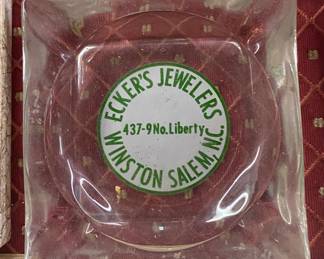 ECKER'S JEWELERS
437-9 No. Liberty
WINSTON SALEM, N.C.